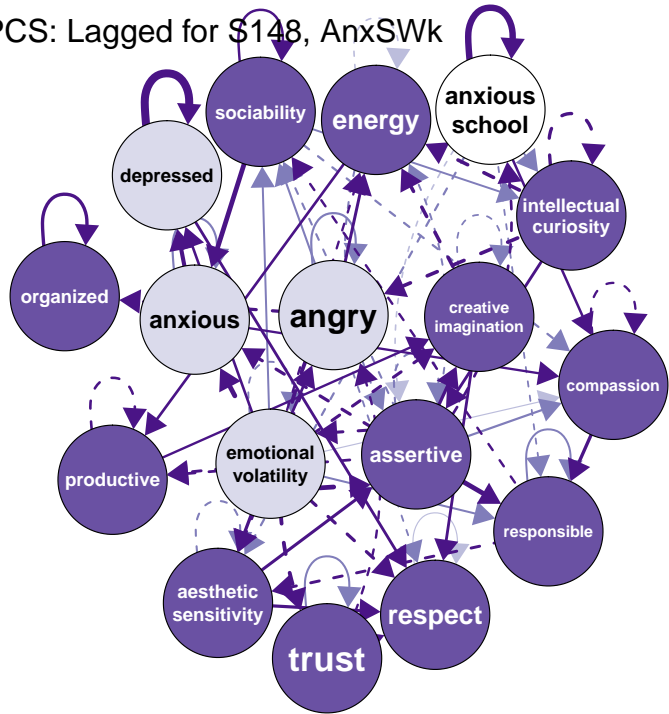 PCS: Lagged for S148, AnxSWk
anxious
school
sociability
energy
depressed
intellectual
curiosity
organized
anxious
angry
creative
imagination
compassion
emotional
volatility
assertive
productive
responsible
aesthetic
sensitivity
respect
trust